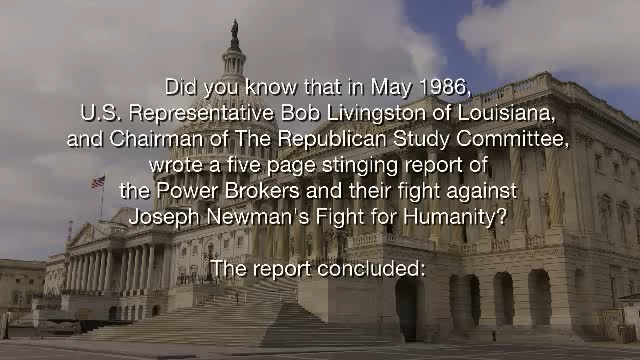 Did you know that in May 1986,
U.S. Representative Bob Livingston of Louisiana,
and Chairman of The Republican Study Committee,
wrote a five page stinging report of
the Power Brokers and their fight against
Joseph Newman's Fight for Humanity?
The report concluded: